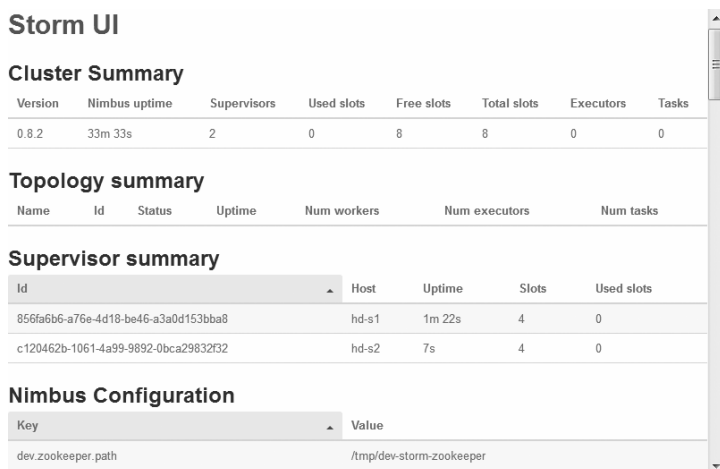 Storm UI
Cluster Summary
Version Nimbus uptime Supervisors Used slots Free slots Total slots Executors Tasks
0.8.2 33m 33s 2 0 8 8 0 0
Topology summary
Name Id Status Uptime Num workers Num executors Num tasks
Supervisor summary
Id Host Uptime Slots Used slots
856fa6b6-a76e-4d18-be46-a3a0d153bba8 hd-s1 1m 22s 4 0
c120462b-1061-4a99-9892-0bca29832f32 hd-s2 7s 4 0
Nimbus Configuration
Key Value
dev.zookeeper.path /tmp/dev-storm-zookeeper